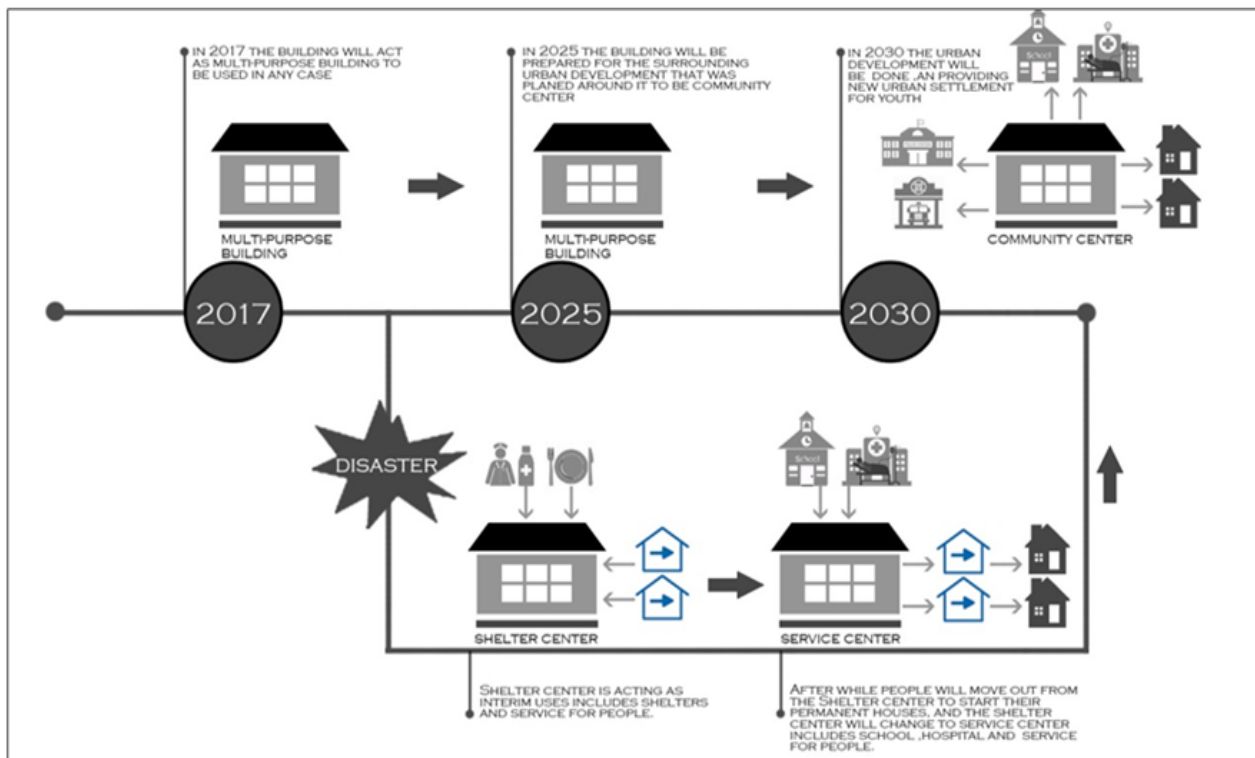 IN 2017 THE BUILDING WILL ACT
AS MULTI-PURPOSE BUILDING TO
BE USED IN ANY CASE
IN 2025 THE BUILDING WILL BE
PREPARED FOR THE SURROUNDING
URBAN DEVELOPMENT THAT WAS
PLANED AROUND IT TO BE COMMUNITY
CENTER
IN 2030 THE URBAN
DEVELOPMENT WILL
BE DONE ,AN PROVIDING
NEW URBAN SETTLEMENT
FOR YOUTH
School
MULTI-PURPOSE
BUILDING
MULTI-PURPOSE
BUILDING
COMMUNITY CENTER
2017
2025
2030
DISASTER
School
SHELTER CENTER
SERVICE CENTER
SHELTER CENTER IS ACTING AS
INTERIM USES INCLUDES SHELTERS
AND SERVICE FOR PEOPLE.
AFTER WHILE PEOPLE WILL MOVE OUT FROM
THE SHELTER CENTER TO START THEIR
PERMANENT HOUSES, AND THE SHELTER
CENTER WILL CHANGE TO SERVICE CENTER
INCLUDES SCHOOL ,HOSPITAL AND SERVICE
FOR PEOPLE.